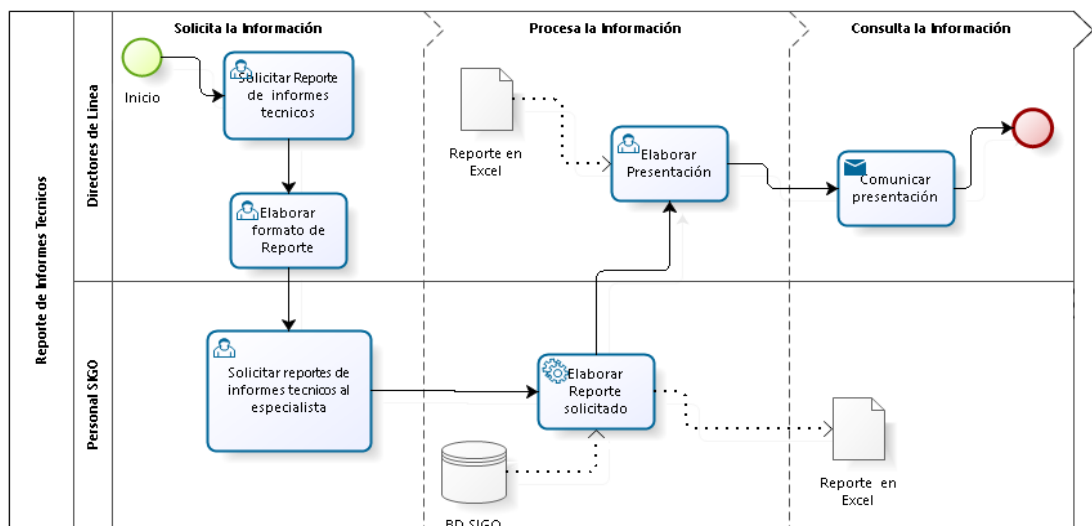 Reporte de Informes Tecnicos
Directores de Línea
Personal SIGO
Solicita la Información
Procesa la Información
Consulta la Información
Inicio
Solicitar Reporte
de informes
tecnicos
Elaborar
formato de
Reporte
Reporte en
Excel
Elaborar
Presentación
Comunicar
presentación
Solicitar reportes de
informes tecnicos al
especialista
Elaborar
Reporte
solicitado
BD SIGO
Reporte en
Excel